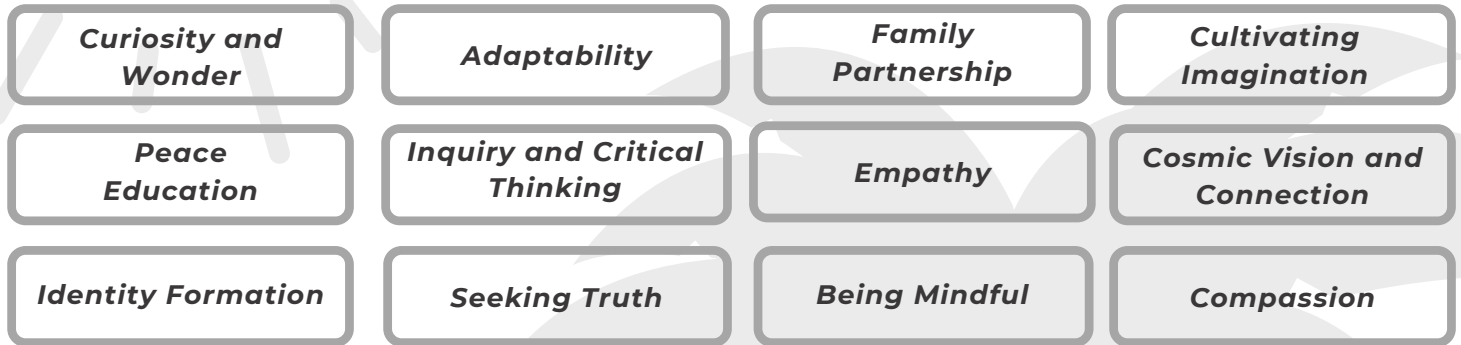 Curiosity and
Wonder
Adaptability
Family
Partnership
Cultivating
Imagination
Peace
Education
Inquiry and Critical
Thinking
Empathy
Cosmic Vision and
Connection
Identity Formation
Seeking Truth
Being Mindful
Compassion